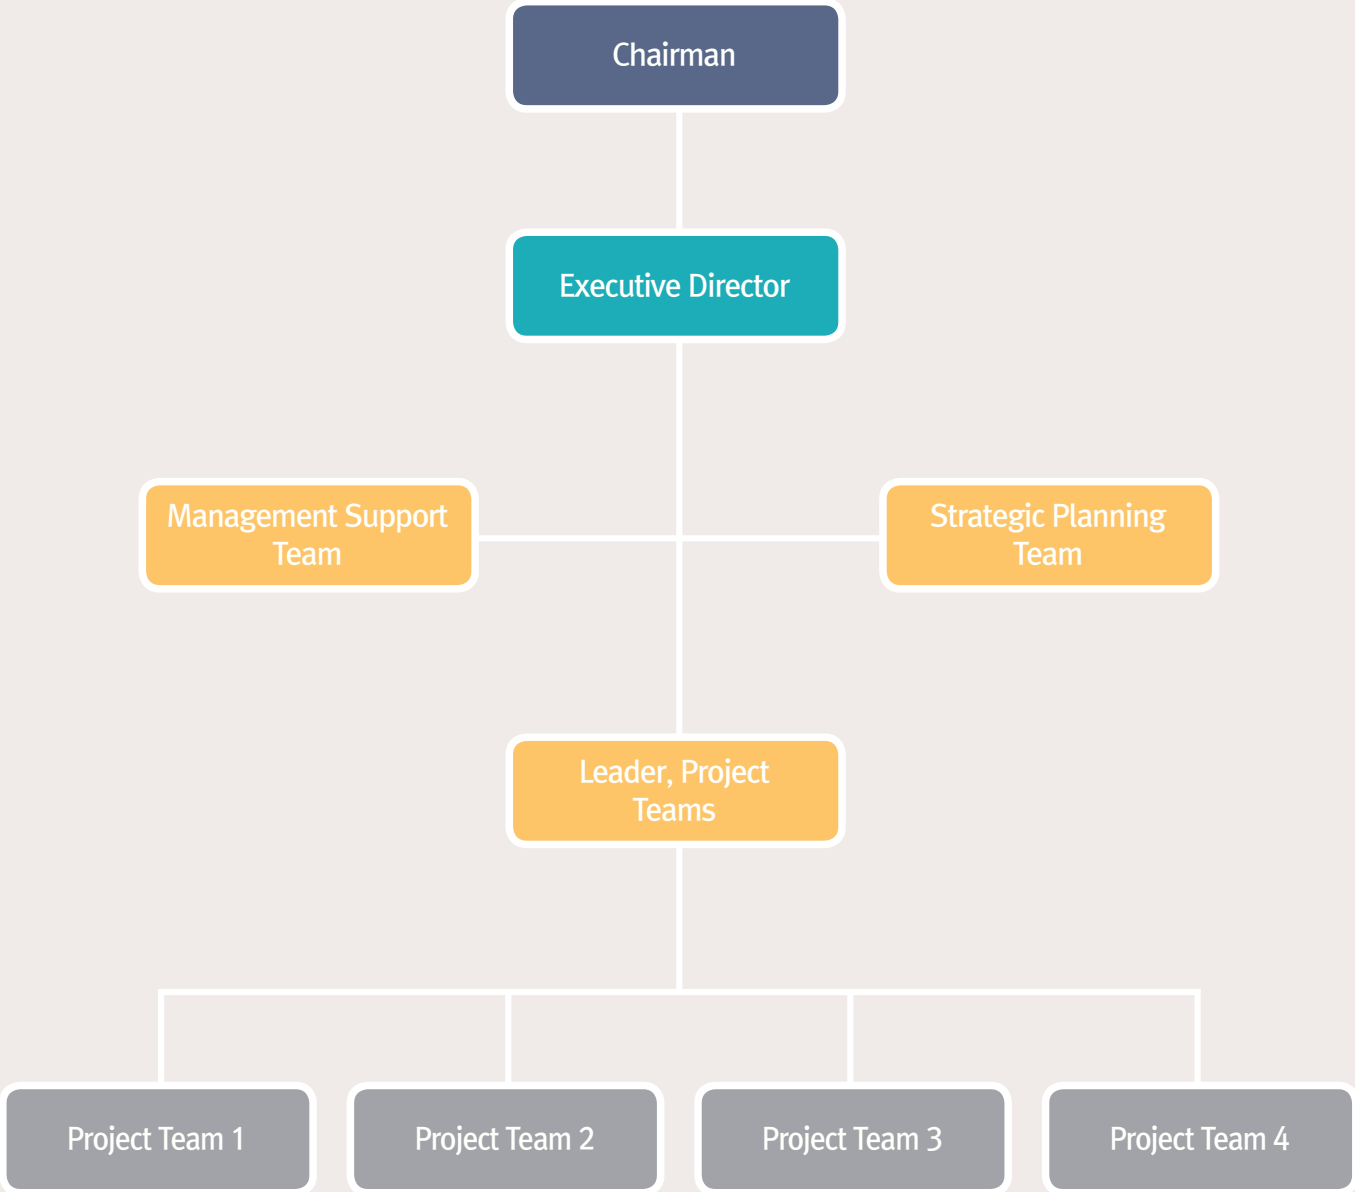 Chairman
Executive Director
Management Support
Team
Strategic Planning
Team
Leader, Project
Teams
Project Team 1
Project Team 2
Project Team 3
Project Team 4